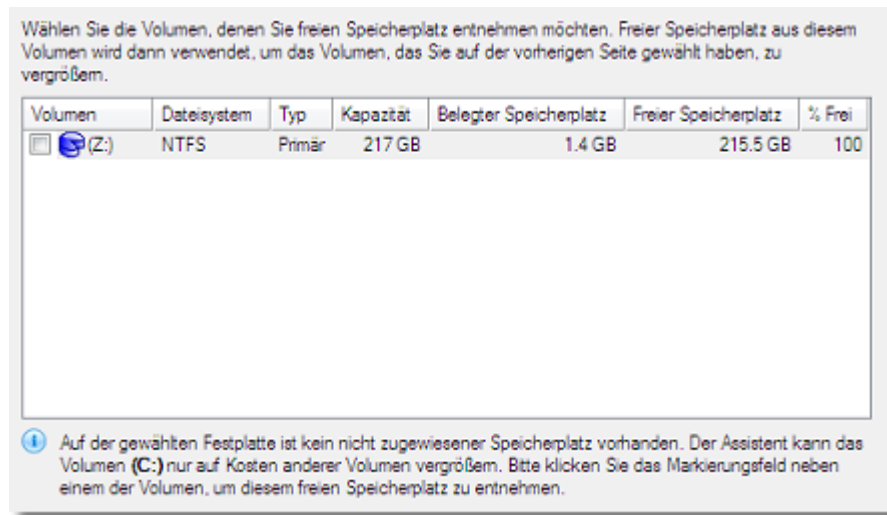 Wählen Sie die Volumen, denen Sie freien Speicherplatz entnehmen möchten. Freier Speicherplatz aus diesem
Volumen wird dann verwendet, um das Volumen, das Sie auf der vorherigen Seite gewählt haben, zu
vergrößern.
Volumen Dateisystem Typ Kapazität Belegter Speicherplatz Freier Speicherplatz % Frei
(Z:) NTFS Primär 217 GB 1.4 GB 215.5 GB 100
Auf der gewählten Festplatte ist kein nicht zugewiesener Speicherplatz vorhanden. Der Assistent kann das
Volumen (C:) nur auf Kosten anderer Volumen vergrößern. Bitte klicken Sie das Markierungsfeld neben
einem der Volumen, um diesem freien Speicherplatz zu entnehmen.